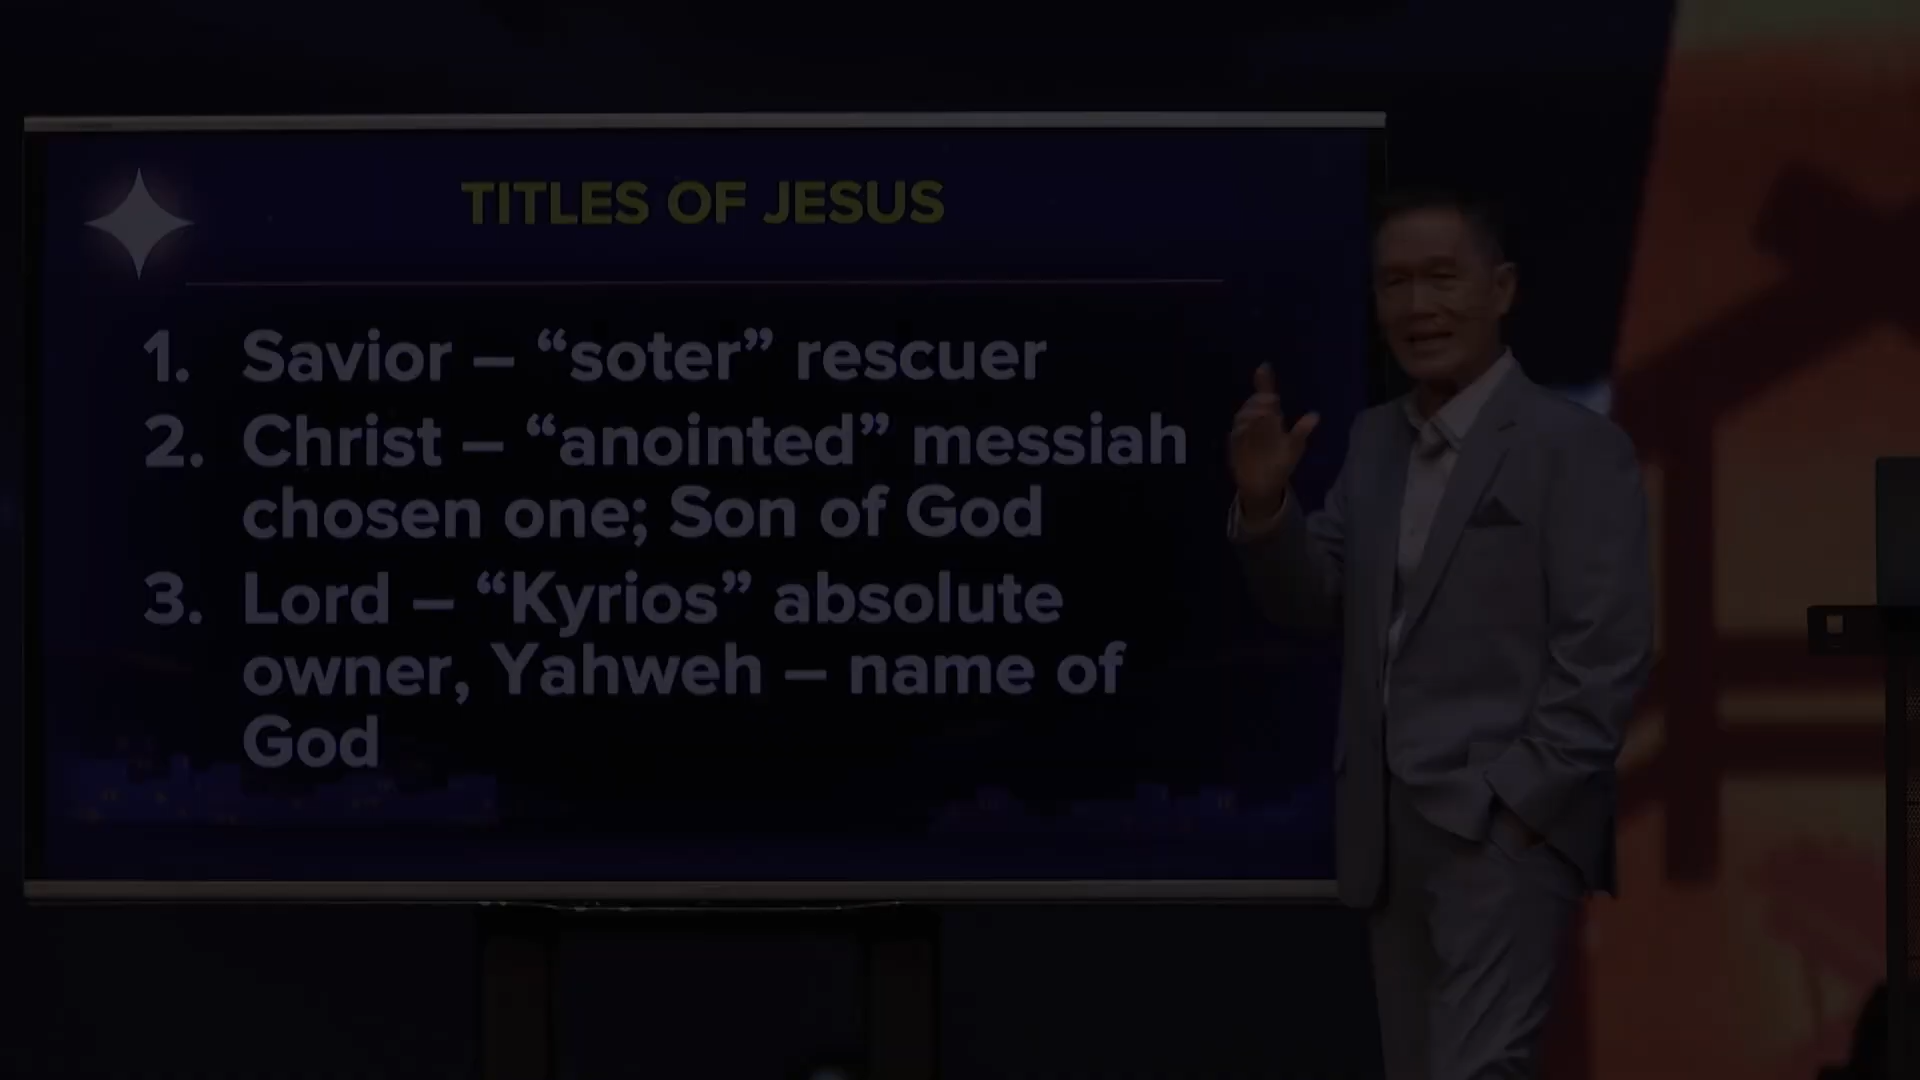 TITLES OF JESUS
1. Savior – “soter” rescuer
2. Christ – “anointed” messiah
chosen one; Son of God
3. Lord – “Kyrios” absolute
owner, Yahweh – name of
God